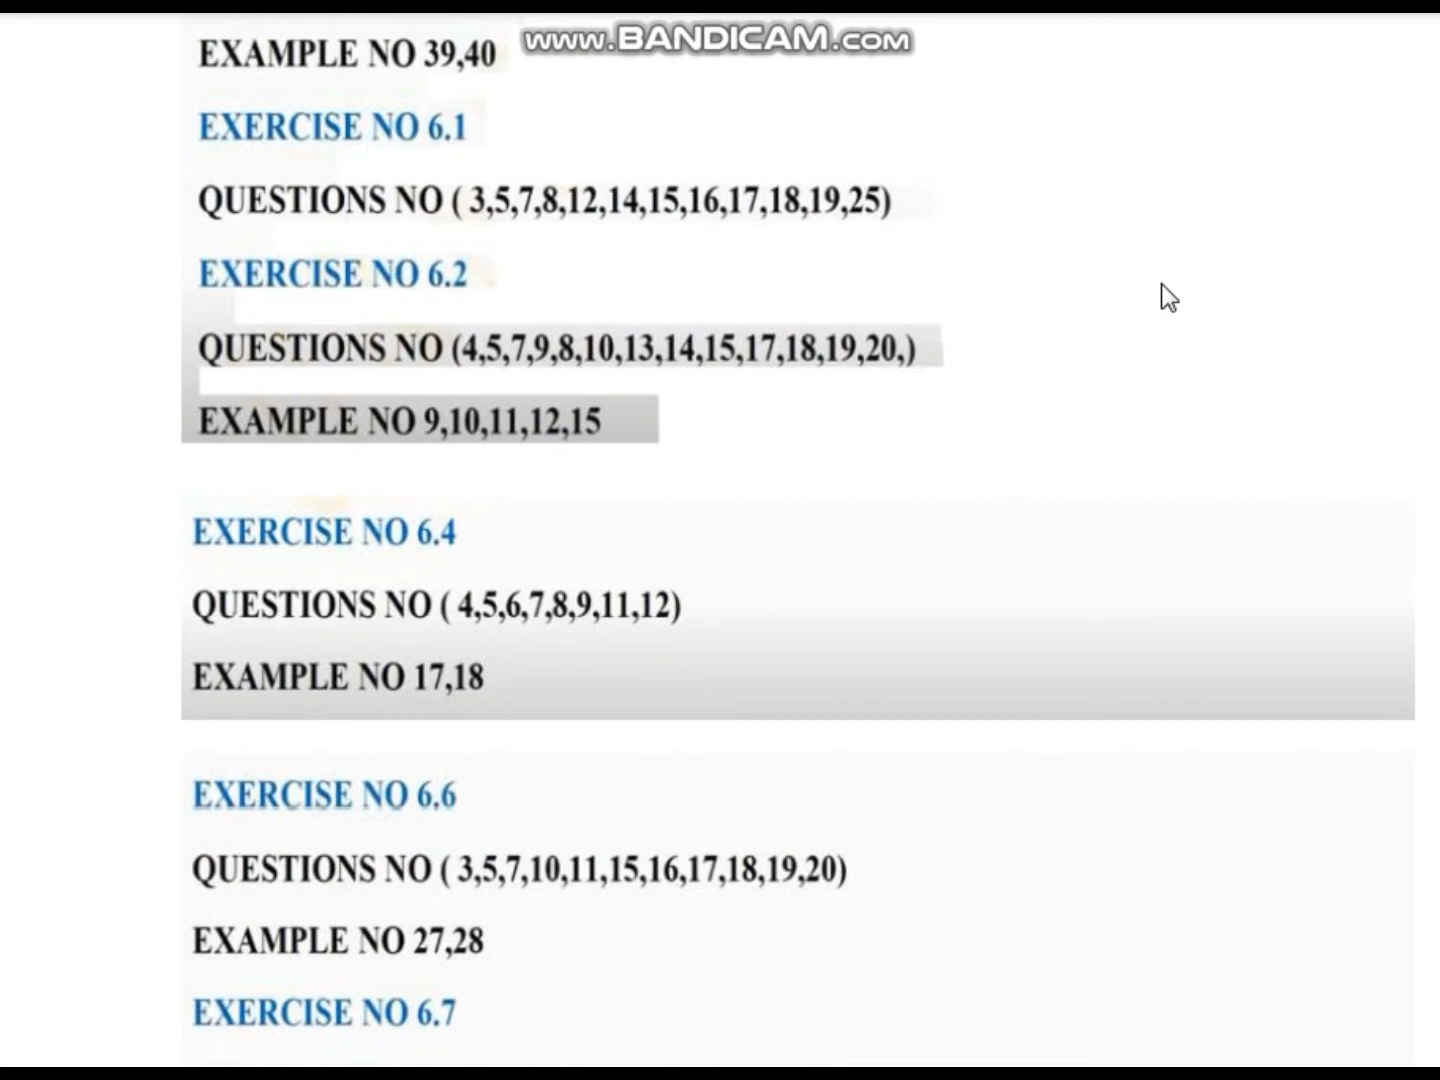 www.BANDICAM.com
EXAMPLE NO 39,40
EXERCISE NO 6.1
QUESTIONS NO ( 3,5,7,8,12,14,15,16,17,18,19,25)
EXERCISE NO 6.2
QUESTIONS NO (4,5,7,9,8,10,13,14,15,17,18,19,20,)
EXAMPLE NO 9,10,11,12,15
EXERCISE NO 6.4
QUESTIONS NO ( 4,5,6,7,8,9,11,12)
EXAMPLE NO 17,18
EXERCISE NO 6.6
QUESTIONS NO ( 3,5,7,10,11,15,16,17,18,19,20)
EXAMPLE NO 27,28
EXERCISE NO 6.7